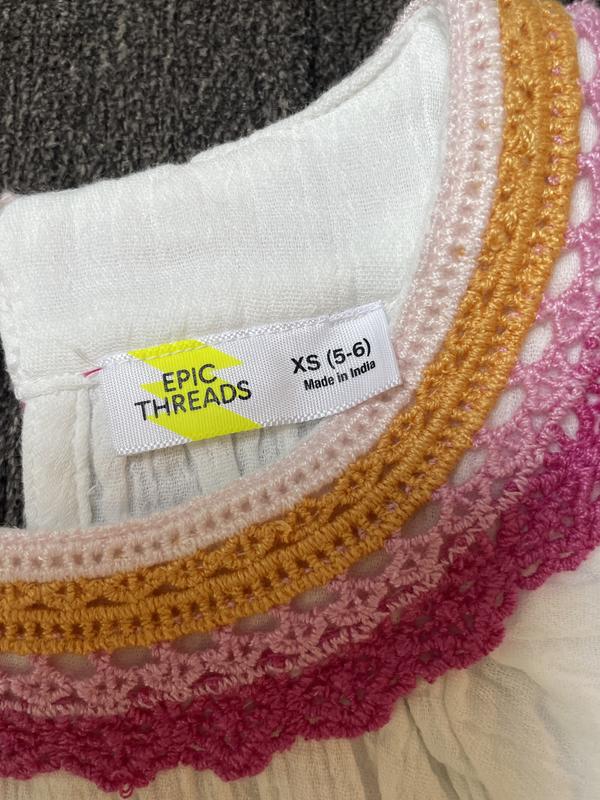 EPIC
THREADS
XS (5-6)
Made in India